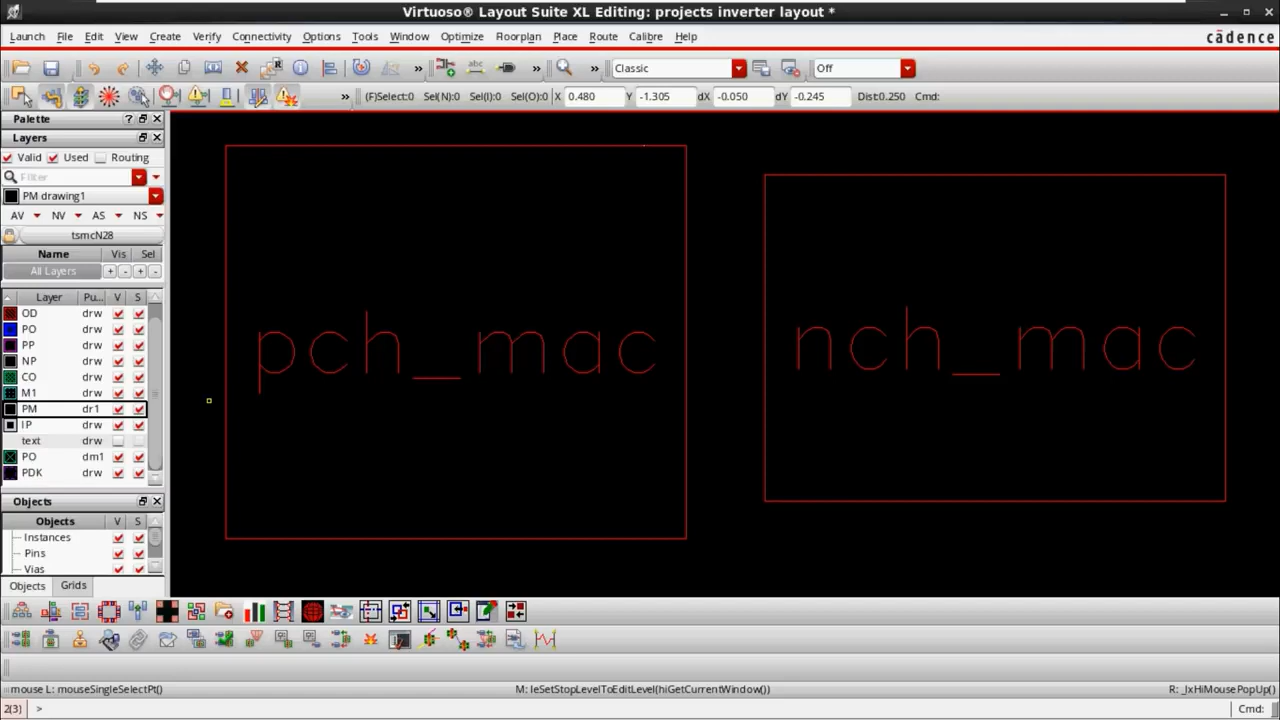 Virtuoso® Layout Suite XL Editing: projects inverter layout *
Launch File Edit View Create Verify Connectivity Options Tools Window Optimize Floorplan Place Route Calibre Help cādence
abc » » » Classic Off
» (F)Select:0 Sel(N):0 Sel(I):0 Sel(O):0 X 0.480 Y -1.305 dX -0.050 dY -0.245 Dist:0.250 Cmd:
Palette ?
Layers
Valid Used Routing
Filter
PM drawing1
AV NV AS NS
tsmcN28
Name Vis Sel
All Layers + - + -
Layer Pu... V S
OD drw
PO drw
PP drw
NP drw
CO drw
M1 drw
PM dr1
IP drw
text drw
PO dm1
PDK drw
pch_mac
nch_mac
Objects
Objects V S
Instances
Pins
Vias
Objects Grids
mouse L: mouseSingleSelectPt() M: leSetStopLevelToEditLevel(hiGetCurrentWindow()) R: _lxHiMousePopUp()
2(3) > Cmd: